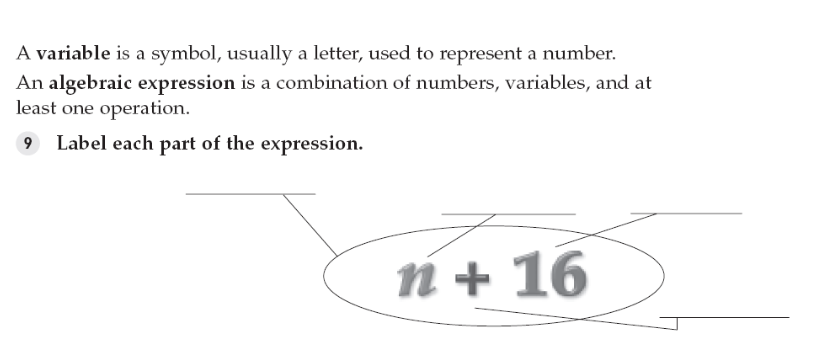 A variable is a symbol, usually a letter, used to represent a number.
An algebraic expression is a combination of numbers, variables, and at
least one operation.
9 Label each part of the expression.
n + 16